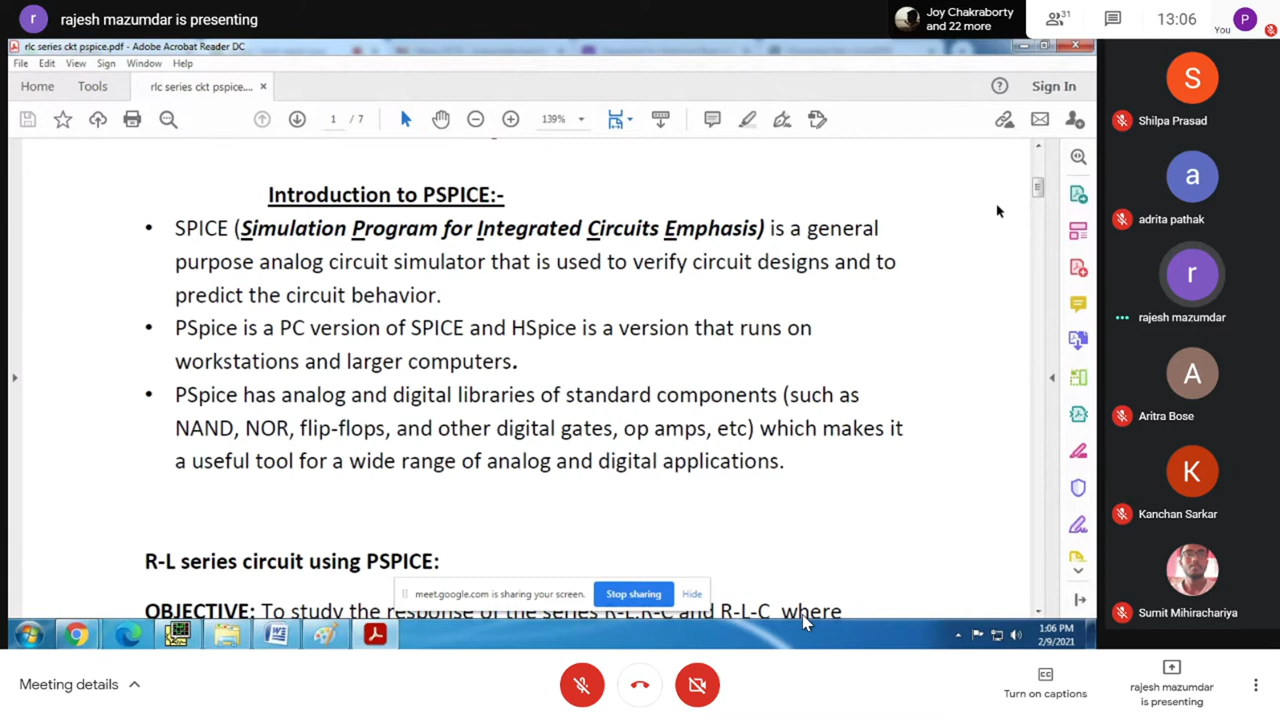 r rajesh mazumdar is presenting
Joy Chakraborty
and 22 more
31
13:06
You
P
rlc series ckt pspice.pdf - Adobe Acrobat Reader DC
File Edit View Sign Window Help
Home Tools rlc series ckt pspice.... × Sign In
1 / 7 139%
Introduction to PSPICE:-
• SPICE (Simulation Program for Integrated Circuits Emphasis) is a general
purpose analog circuit simulator that is used to verify circuit designs and to
predict the circuit behavior.
• PSpice is a PC version of SPICE and HSpice is a version that runs on
workstations and larger computers.
• PSpice has analog and digital libraries of standard components (such as
NAND, NOR, flip-flops, and other digital gates, op amps, etc) which makes it
a useful tool for a wide range of analog and digital applications.
R-L series circuit using PSPICE:
OBJECTIVE: To study the response of the series R-L,R-C and R-L-C where
meet.google.com is sharing your screen. Stop sharing Hide
1:06 PM
2/9/2021
S
Shilpa Prasad
a
adrita pathak
r
rajesh mazumdar
A
Aritra Bose
K
Kanchan Sarkar
Sumit Mihirachariya
Meeting details
CC
Turn on captions
rajesh mazumdar
is presenting